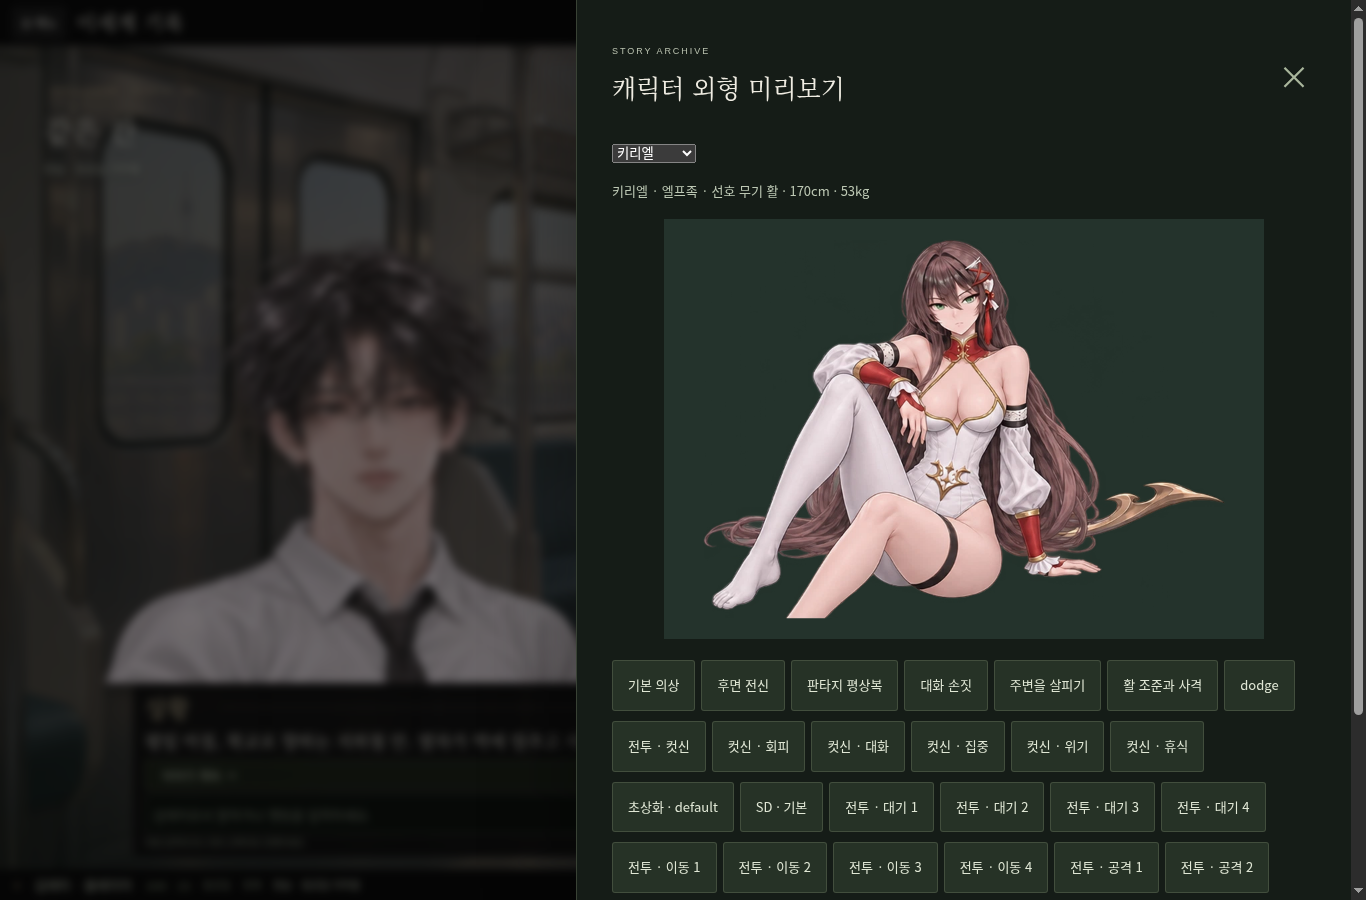 STORY ARCHIVE
캐릭터 외형 미리보기
키리엘
키리엘 · 엘프족 · 선호 무기 활 · 170cm · 53kg
기본 의상 후면 전신 판타지 평상복 대화 손짓 주변을 살피기 활 조준과 사격 dodge
전투 · 컷신 컷신 · 회피 컷신 · 대화 컷신 · 집중 컷신 · 위기 컷신 · 휴식
초상화 · default SD · 기본 전투 · 대기 1 전투 · 대기 2 전투 · 대기 3 전투 · 대기 4
전투 · 이동 1 전투 · 이동 2 전투 · 이동 3 전투 · 이동 4 전투 · 공격 1 전투 · 공격 2